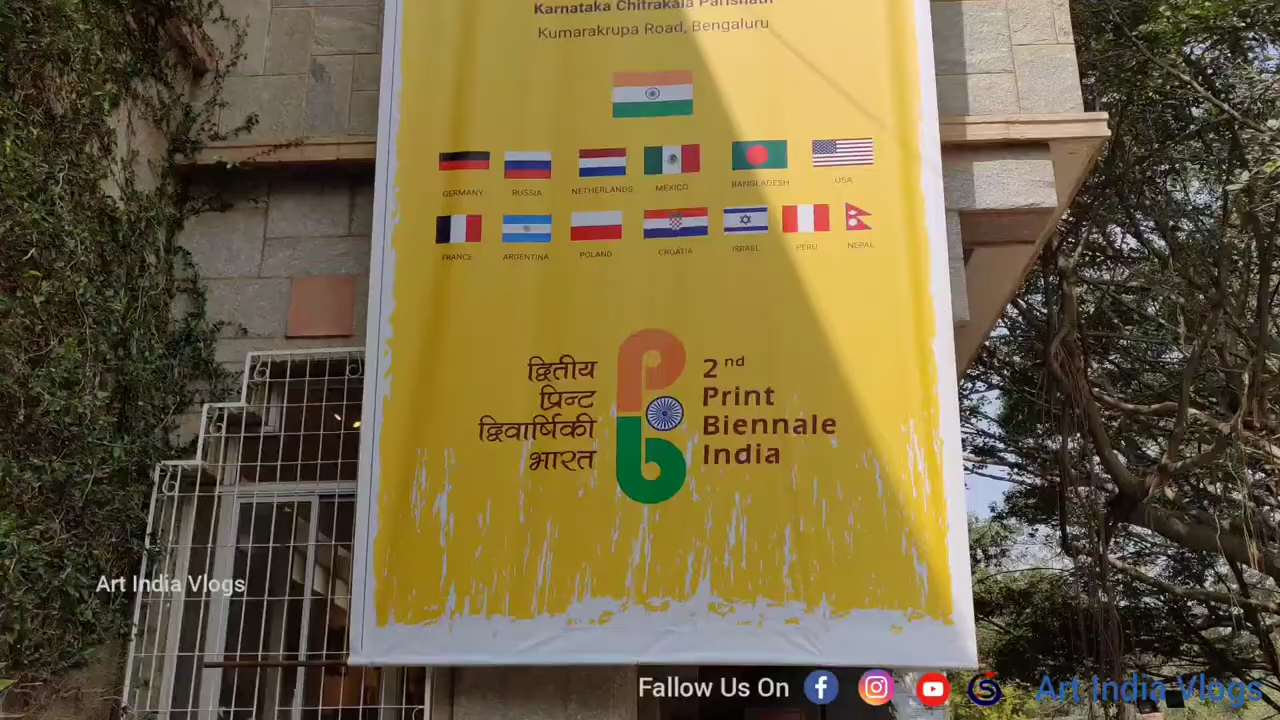 Karnataka Chitrakala Parishath
Kumarakrupa Road, Bengaluru
GERMANY RUSSIA NETHERLANDS MEXICO BANGLADESH USA
FRANCE ARGENTINA POLAND CROATIA ISRAEL PERU NEPAL
द्वितीय
प्रिन्ट
द्विवार्षिकी
भारत
2nd
Print
Biennale
India
Art India Vlogs
Fallow Us On
Art India Vlogs